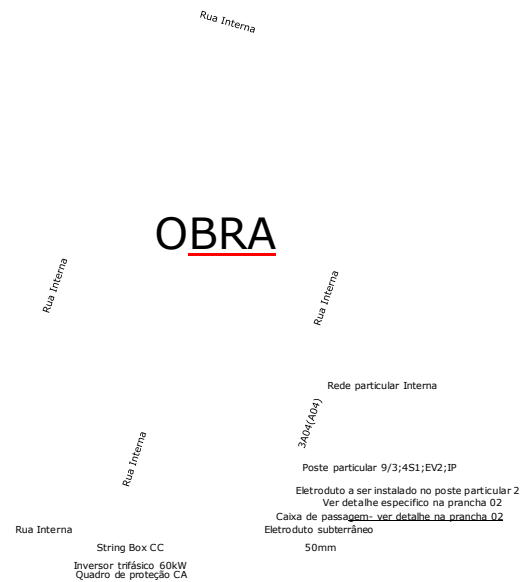 Rua Interna
OBRA
Rua Interna
Rua Interna
Rede particular Interna
3A04(A04)
Rua Interna
Poste particular 9/3;4S1;EV2;IP
Eletroduto a ser instalado no poste particular 2
Ver detalhe especifico na prancha 02
Caixa de passagem- ver detalhe na prancha 02
Rua Interna
Eletroduto subterrâneo
String Box CC
50mm
Inversor trifásico 60kW
Quadro de proteção CA